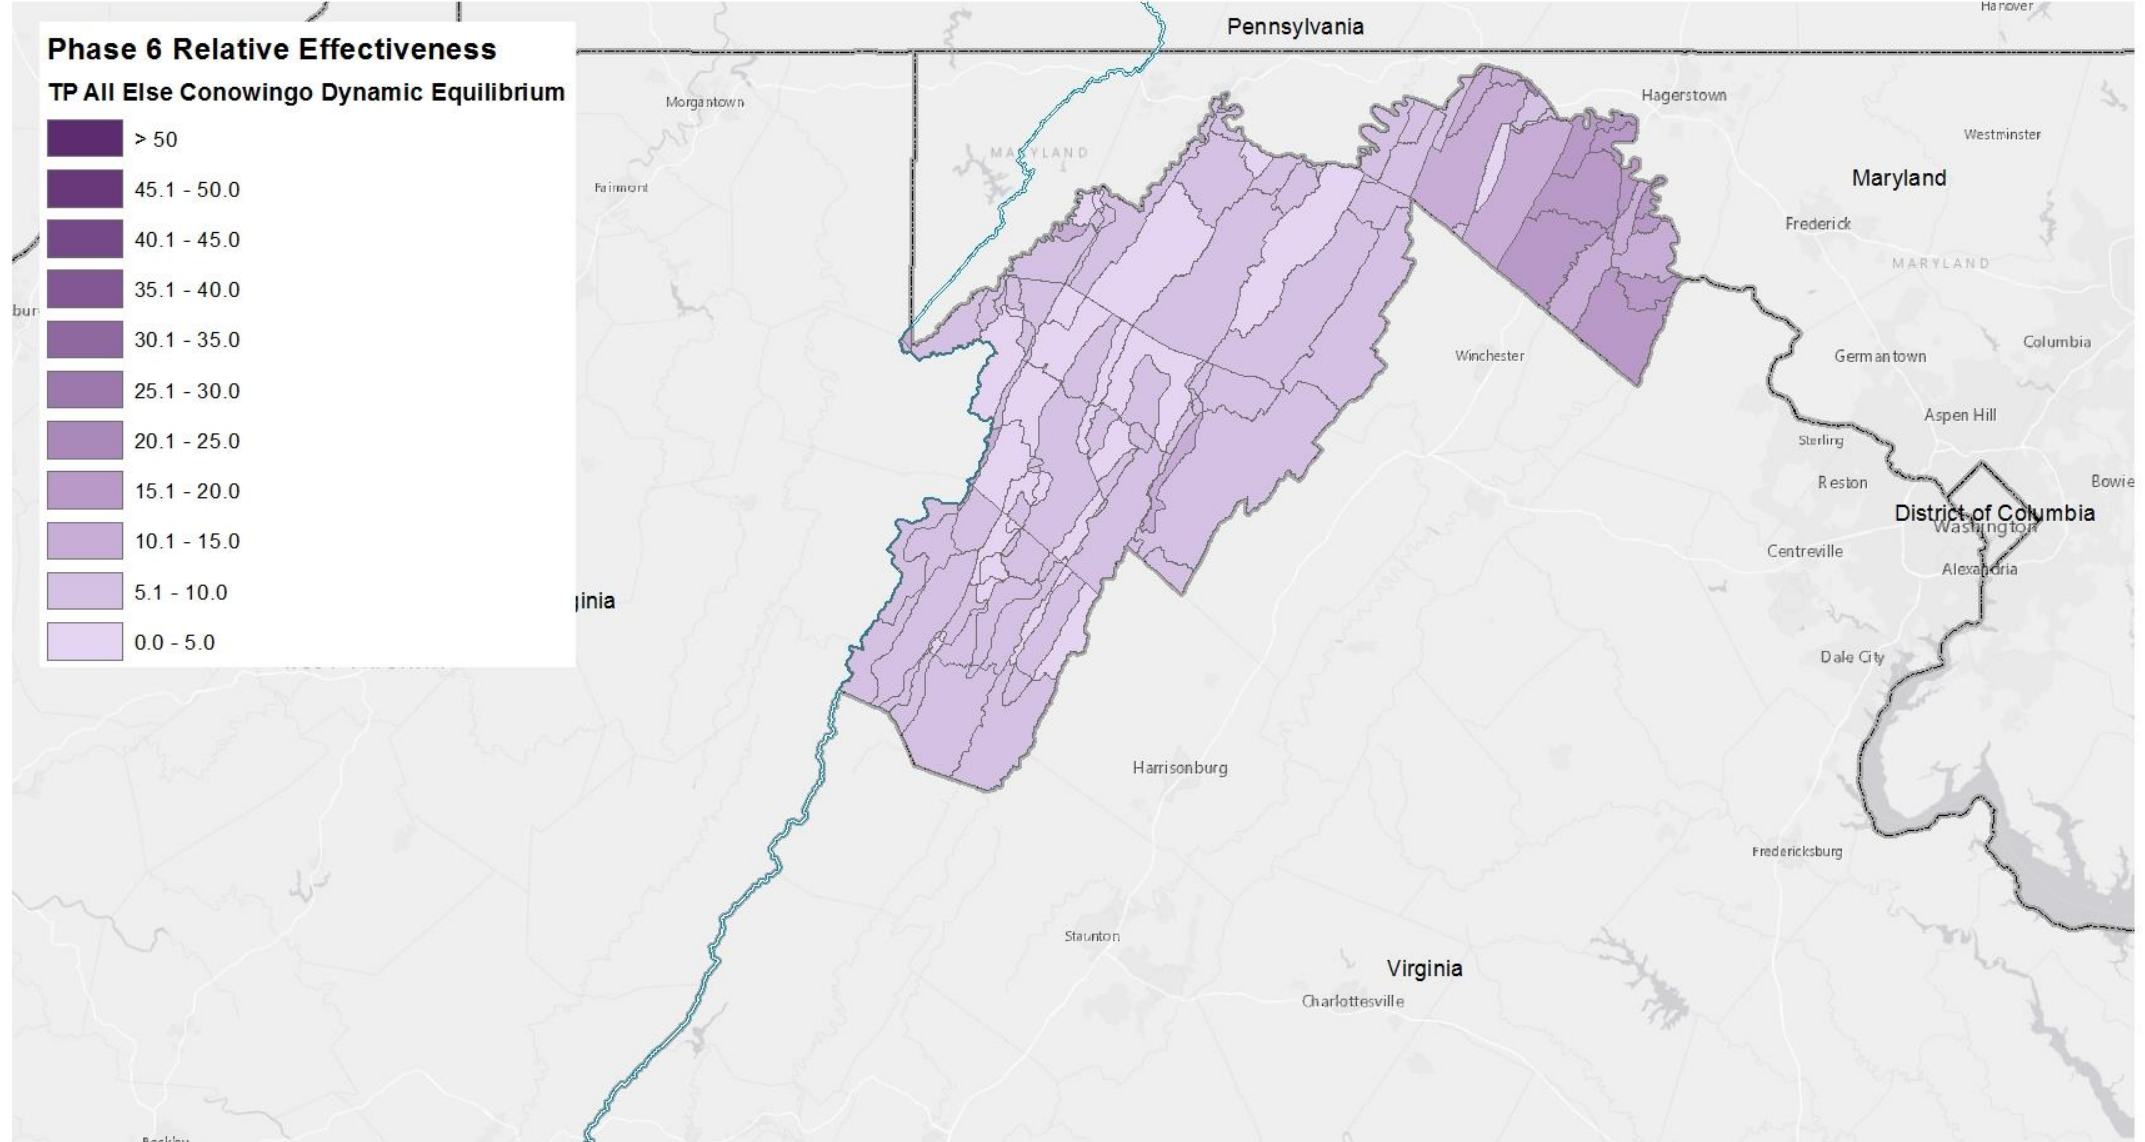 Phase 6 Relative Effectiveness
TP All Else Conowingo Dynamic Equilibrium
> 50
45.1 - 50.0
40.1 - 45.0
35.1 - 40.0
30.1 - 35.0
25.1 - 30.0
20.1 - 25.0
15.1 - 20.0
10.1 - 15.0
5.1 - 10.0
0.0 - 5.0
Pennsylvania
Hanover
Morgantown
Hagerstown
Westminster
MARYLAND
Fairmont
Maryland
Frederick
MARYLAND
bur
Winchester
Germantown
Columbia
Aspen Hill
Sterling
Reston
Bowie
District of Columbia
Washington
Centreville
Alexandria
ginia
Dale City
Harrisonburg
Fredericksburg
Staunton
Virginia
Charlottesville